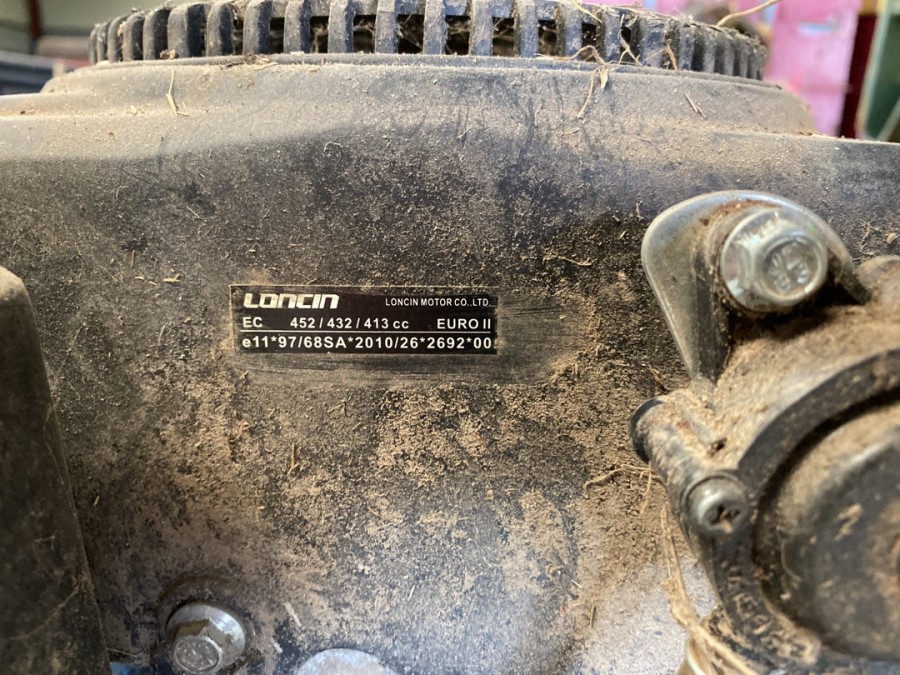 LONCIN LONCIN MOTOR CO.,LTD.
EC 452 / 432 / 413 cc EURO II
e11*97/68SA*2010/26*2692*00